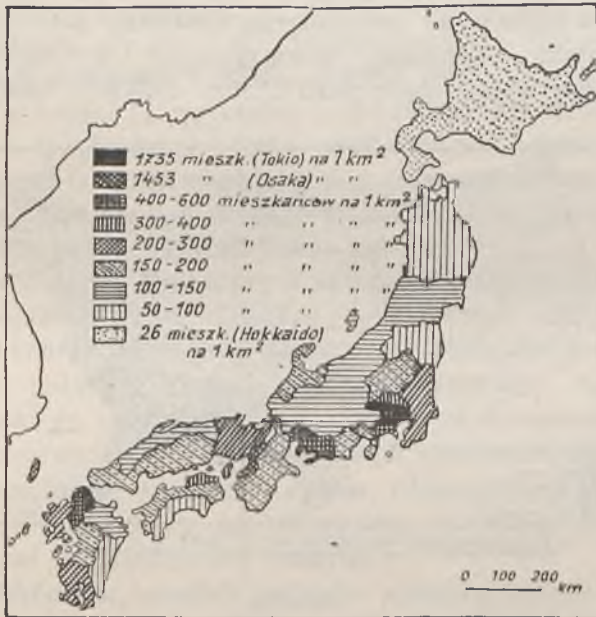 1735 mieszk. (Tokio) na 1 km²
1453 " (Osaka) " "
400-600 mieszkańcow na 1 km²
300-400 " " " "
200-300 " " " "
150-200 " " " "
100-150 " " " "
50-100 " " "
26 mieszk. (Hokkaido)
na 1 km²
0 100 200
km